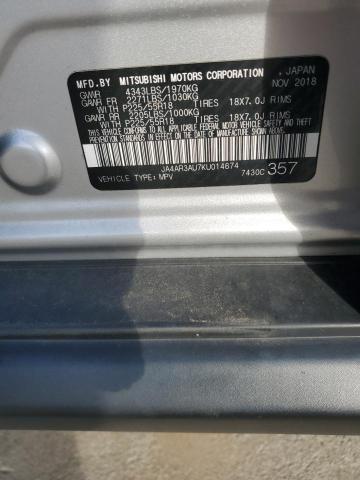 MFD.BY MITSUBISHI MOTORS CORPORATION, JAPAN
GVWR 4343LBS/1970KG NOV 2018
GAWR FR 2271LBS/1030KG
WITH P225/55R18 TIRES 18X7.0J RIMS
GAWR RR 2205LBS/1000KG
WITH P225/55R18 TIRES 18X7.0J RIMS
THIS VEHICLE CONFORMS TO ALL APPLICABLE FEDERAL MOTOR VEHICLE SAFETY, BUMPER AND THEFT PREVENTION STANDARDS IN EFFECT ON THE DATE OF MANUFACTURE SHOWN ABOVE.
JA4AR3AU7KU014674
VEHICLE TYPE: MPV 7430C 357